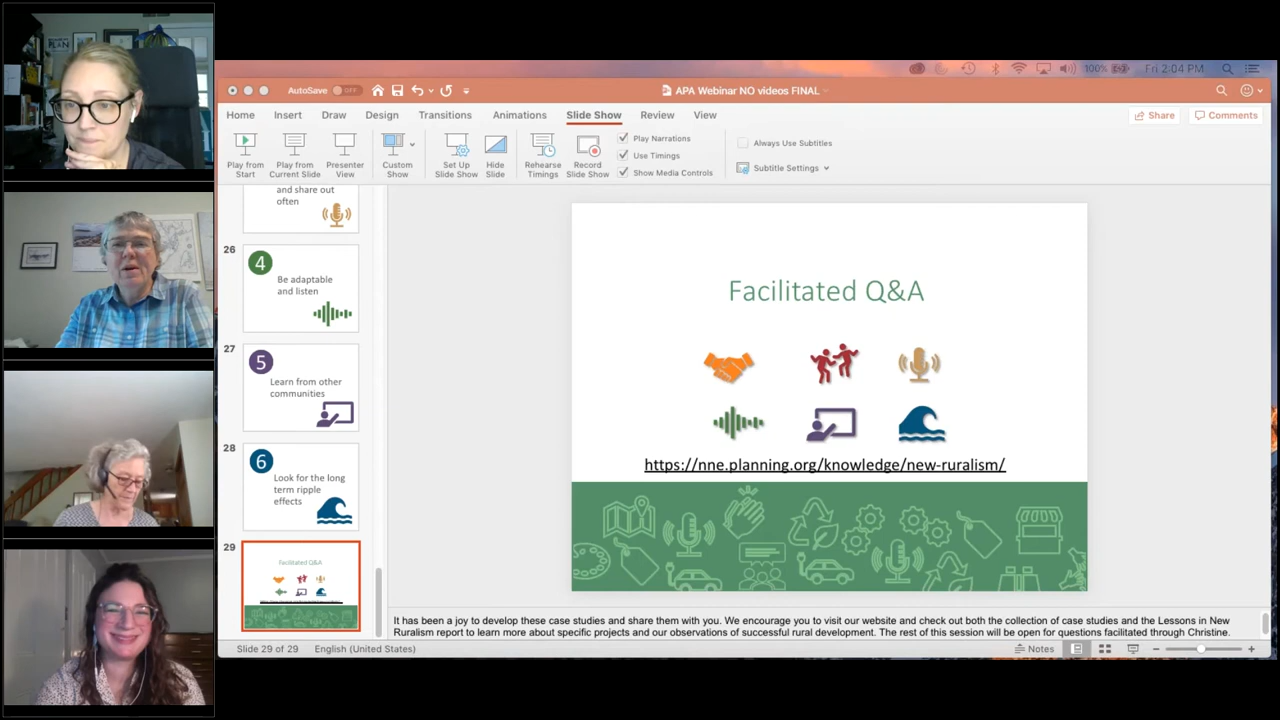 PLAN
100%
Fri 2:04 PM
AutoSave OFF
APA Webinar NO videos FINAL
Home
Insert
Draw
Design
Transitions
Animations
Slide Show
Review
View
Share
Comments
Play from
Start
Play from
Current Slide
Presenter
View
Custom
Show
Set Up
Slide Show
Hide
Slide
Rehearse
Timings
Record
Slide Show
Play Narrations
Use Timings
Show Media Controls
Always Use Subtitles
Subtitle Settings
and share out
often
26
4
Be adaptable
and listen
27
5
Learn from other
communities
28
6
Look for the long
term ripple
effects
29
Facilitated Q&A
Facilitated Q&A
https://nne.planning.org/knowledge/new-ruralism/
It has been a joy to develop these case studies and share them with you. We encourage you to visit our website and check out both the collection of case studies and the Lessons in New
Ruralism report to learn more about specific projects and our observations of successful rural development. The rest of this session will be open for questions facilitated through Christine.
Slide 29 of 29
English (United States)
Notes